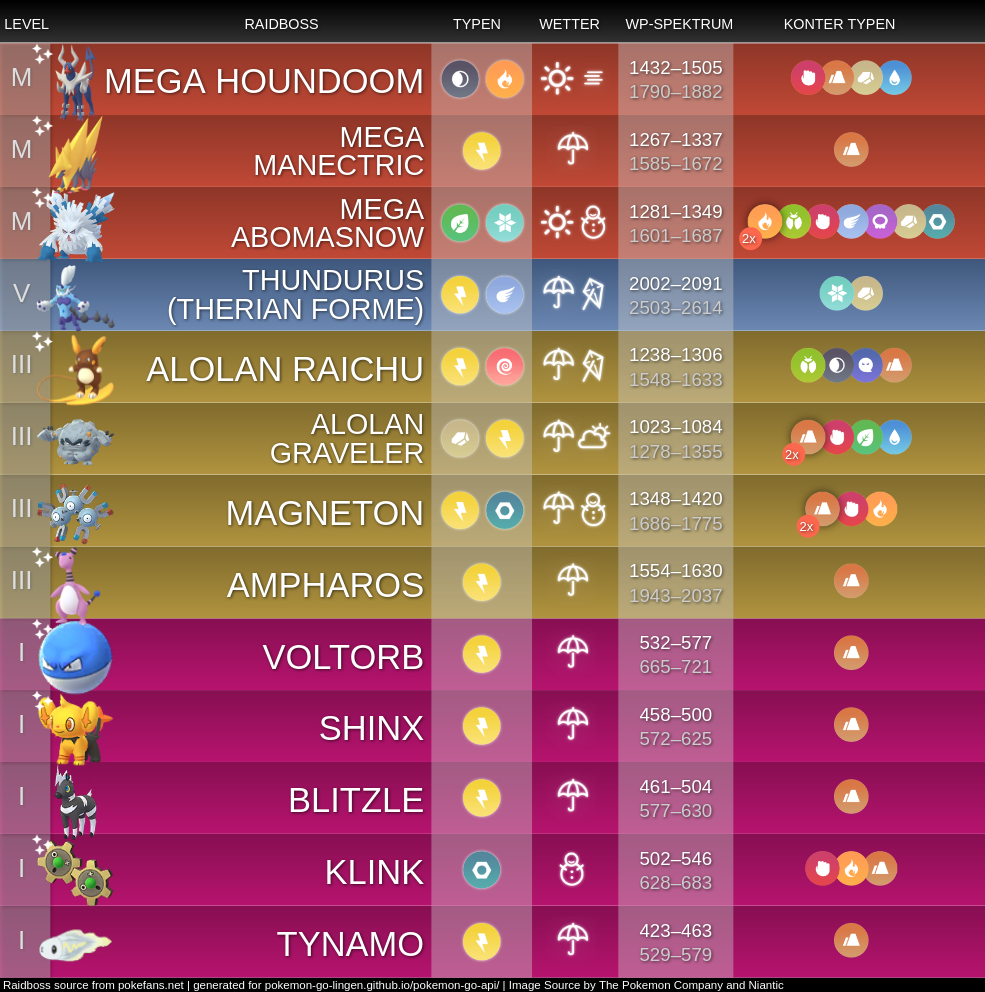 LEVEL RAIDBOSS TYPEN WETTER WP-SPEKTRUM KONTER TYPEN
M MEGA HOUNDOOM 1432–1505
1790–1882
M MEGA
MANECTRIC 1267–1337
1585–1672
M MEGA
ABOMASNOW 1281–1349
1601–1687 2x
V THUNDURUS
(THERIAN FORME) 2002–2091
2503–2614
III ALOLAN RAICHU 1238–1306
1548–1633
III ALOLAN
GRAVELER 1023–1084
1278–1355 2x
III MAGNETON 1348–1420
1686–1775 2x
III AMPHAROS 1554–1630
1943–2037
I VOLTORB 532–577
665–721
I SHINX 458–500
572–625
I BLITZLE 461–504
577–630
I KLINK 502–546
628–683
I TYNAMO 423–463
529–579
Raidboss source from pokefans.net | generated for pokemon-go-lingen.github.io/pokemon-go-api/ | Image Source by The Pokemon Company and Niantic